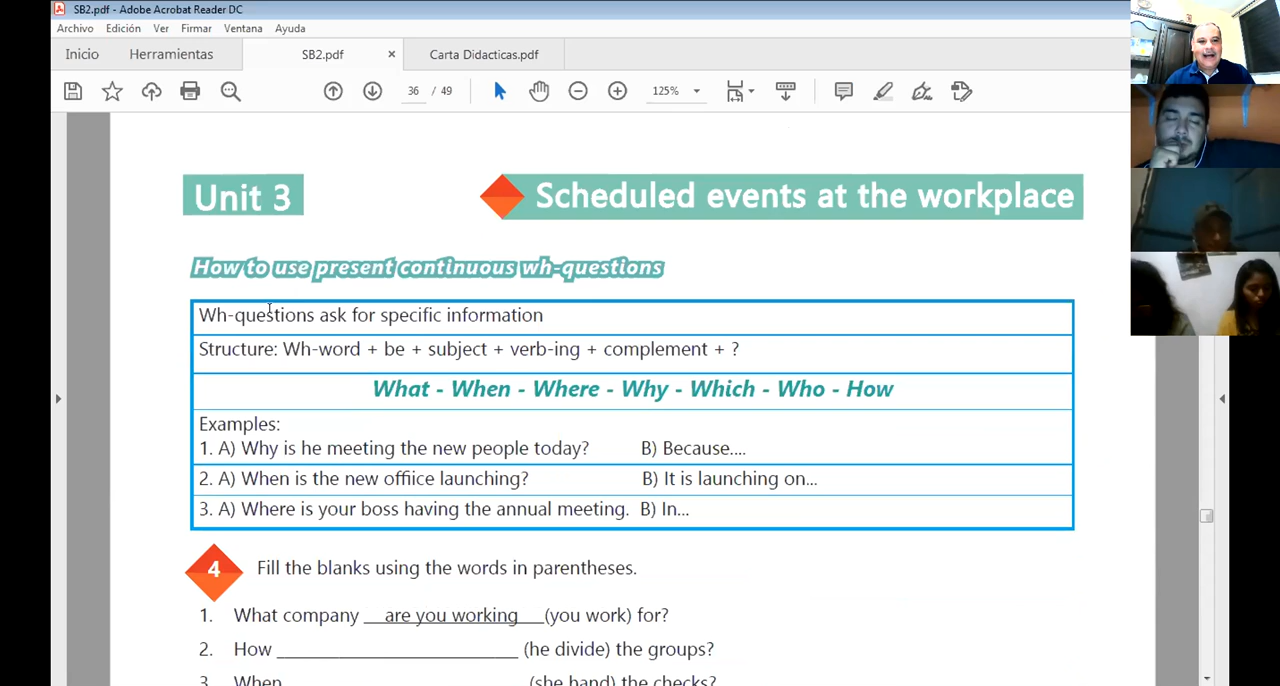 SB2.pdf - Adobe Acrobat Reader DC
Archivo Edición Ver Firmar Ventana Ayuda
Inicio Herramientas SB2.pdf × Carta Didacticas.pdf
36 / 49 125%
Unit 3 Scheduled events at the workplace
How to use present continuous wh-questions
Wh-questions ask for specific information
Structure: Wh-word + be + subject + verb-ing + complement + ?
What - When - Where - Why - Which - Who - How
Examples:
1. A) Why is he meeting the new people today? B) Because....
2. A) When is the new offiice launching? B) It is launching on...
3. A) Where is your boss having the annual meeting. B) In...
4 Fill the blanks using the words in parentheses.
1. What company __are you working___(you work) for?
2. How ________________________ (he divide) the groups?
3. When ________________________ (she hand) the checks?